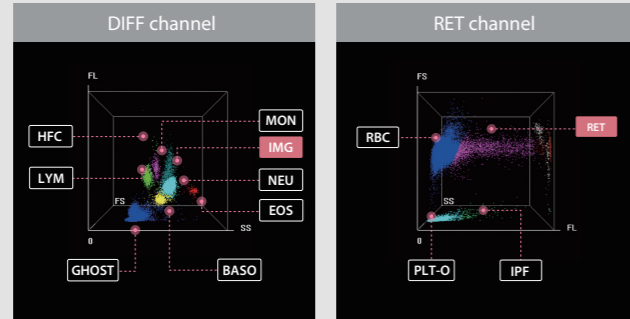 DIFF channel
FL
HFC
MON
IMG
LYM
NEU
FS
EOS
SS
0
GHOST
BASO
RET channel
FS
RET
RBC
SS
FL
0
PLT-O
IPF